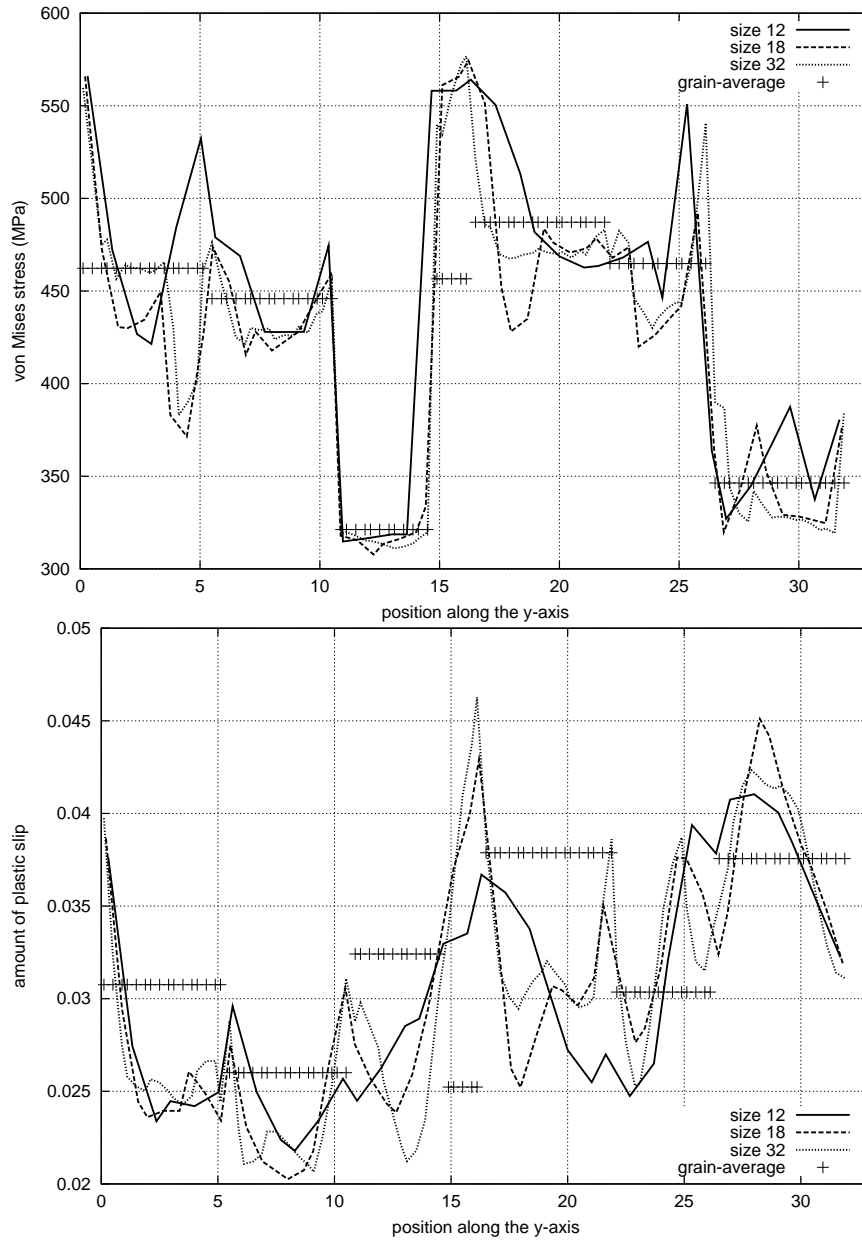 600
550
500
450
400
350
300
von Mises stress (MPa)
size 12
size 18
size 32
grain-average
0 5 10 15 20 25 30
position along the y-axis
0.05
0.045
0.04
0.035
0.03
0.025
0.02
amount of plastic slip
size 12
size 18
size 32
grain-average
0 5 10 15 20 25 30
position along the y-axis